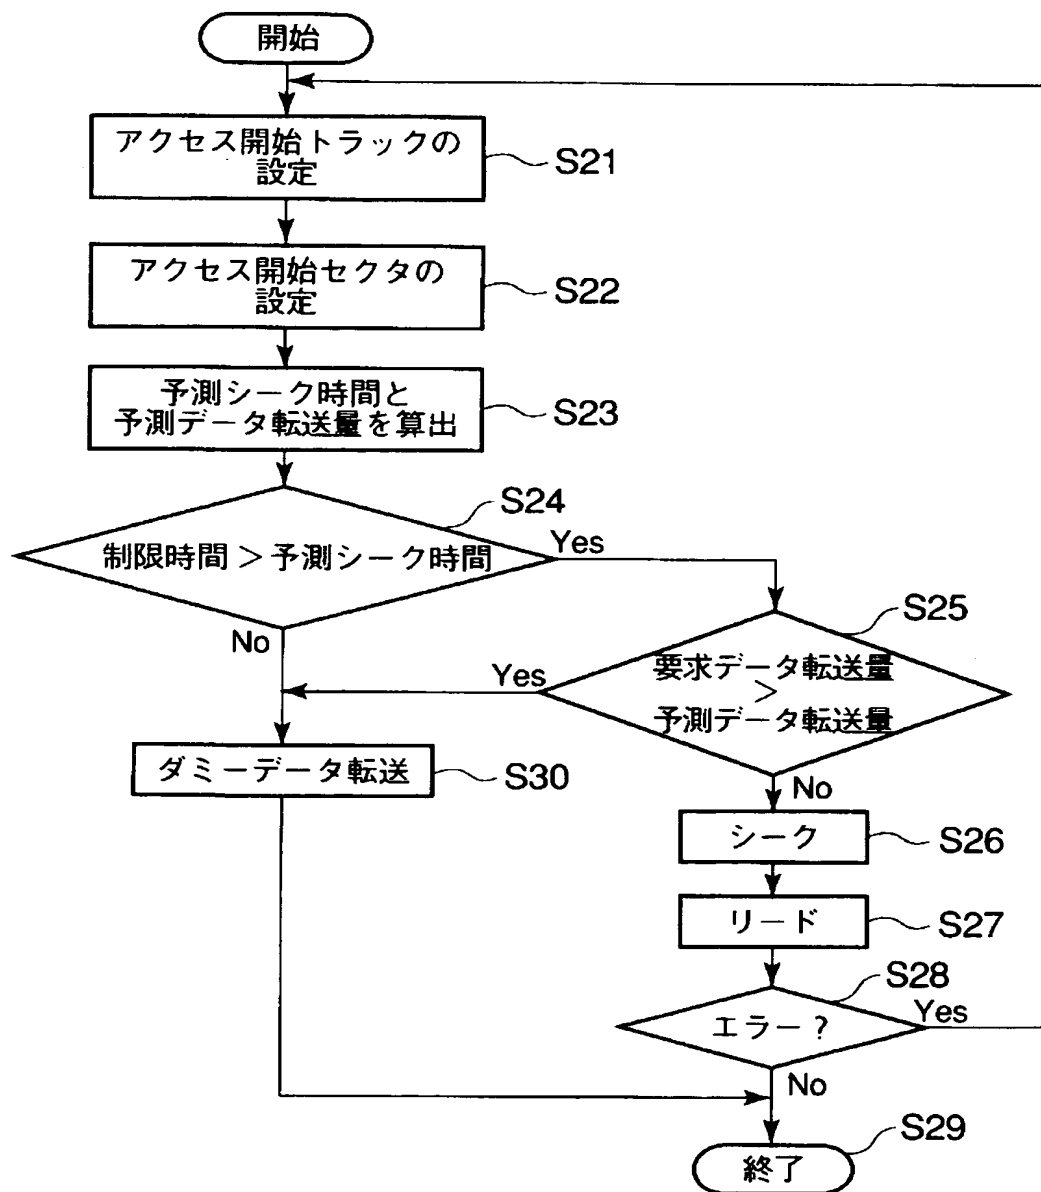 開始
アクセス開始トラックの
設定
S21
アクセス開始セクタの
設定
S22
予測シーク時間と
予測データ転送量を算出
S23
S24
制限時間 > 予測シーク時間
Yes
No
S25
要求データ転送量
>
予測データ転送量
Yes
No
ダミーデータ転送
S30
シーク
S26
リード
S27
S28
エラー?
Yes
No
S29
終了